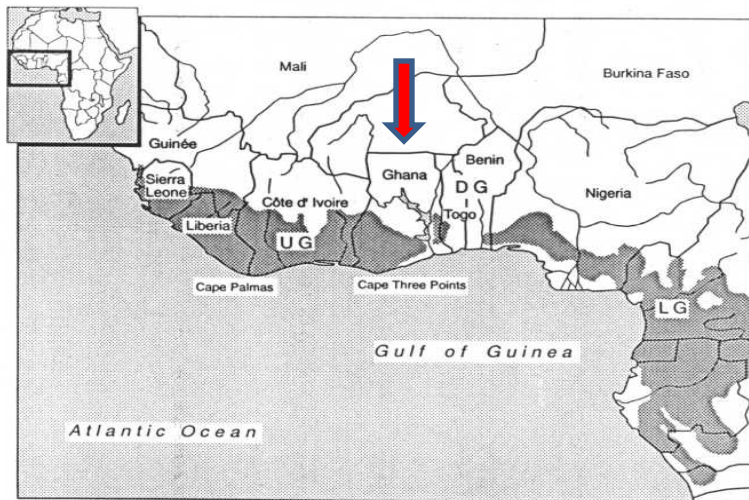 Mali
Burkina Faso
Guinée
Benin
Ghana
Sierra
Leone
D G
Nigeria
Côte d' Ivoire
Togo
Liberia
U G
Cape Palmas
Cape Three Points
L G
Gulf of Guinea
Atlantic Ocean